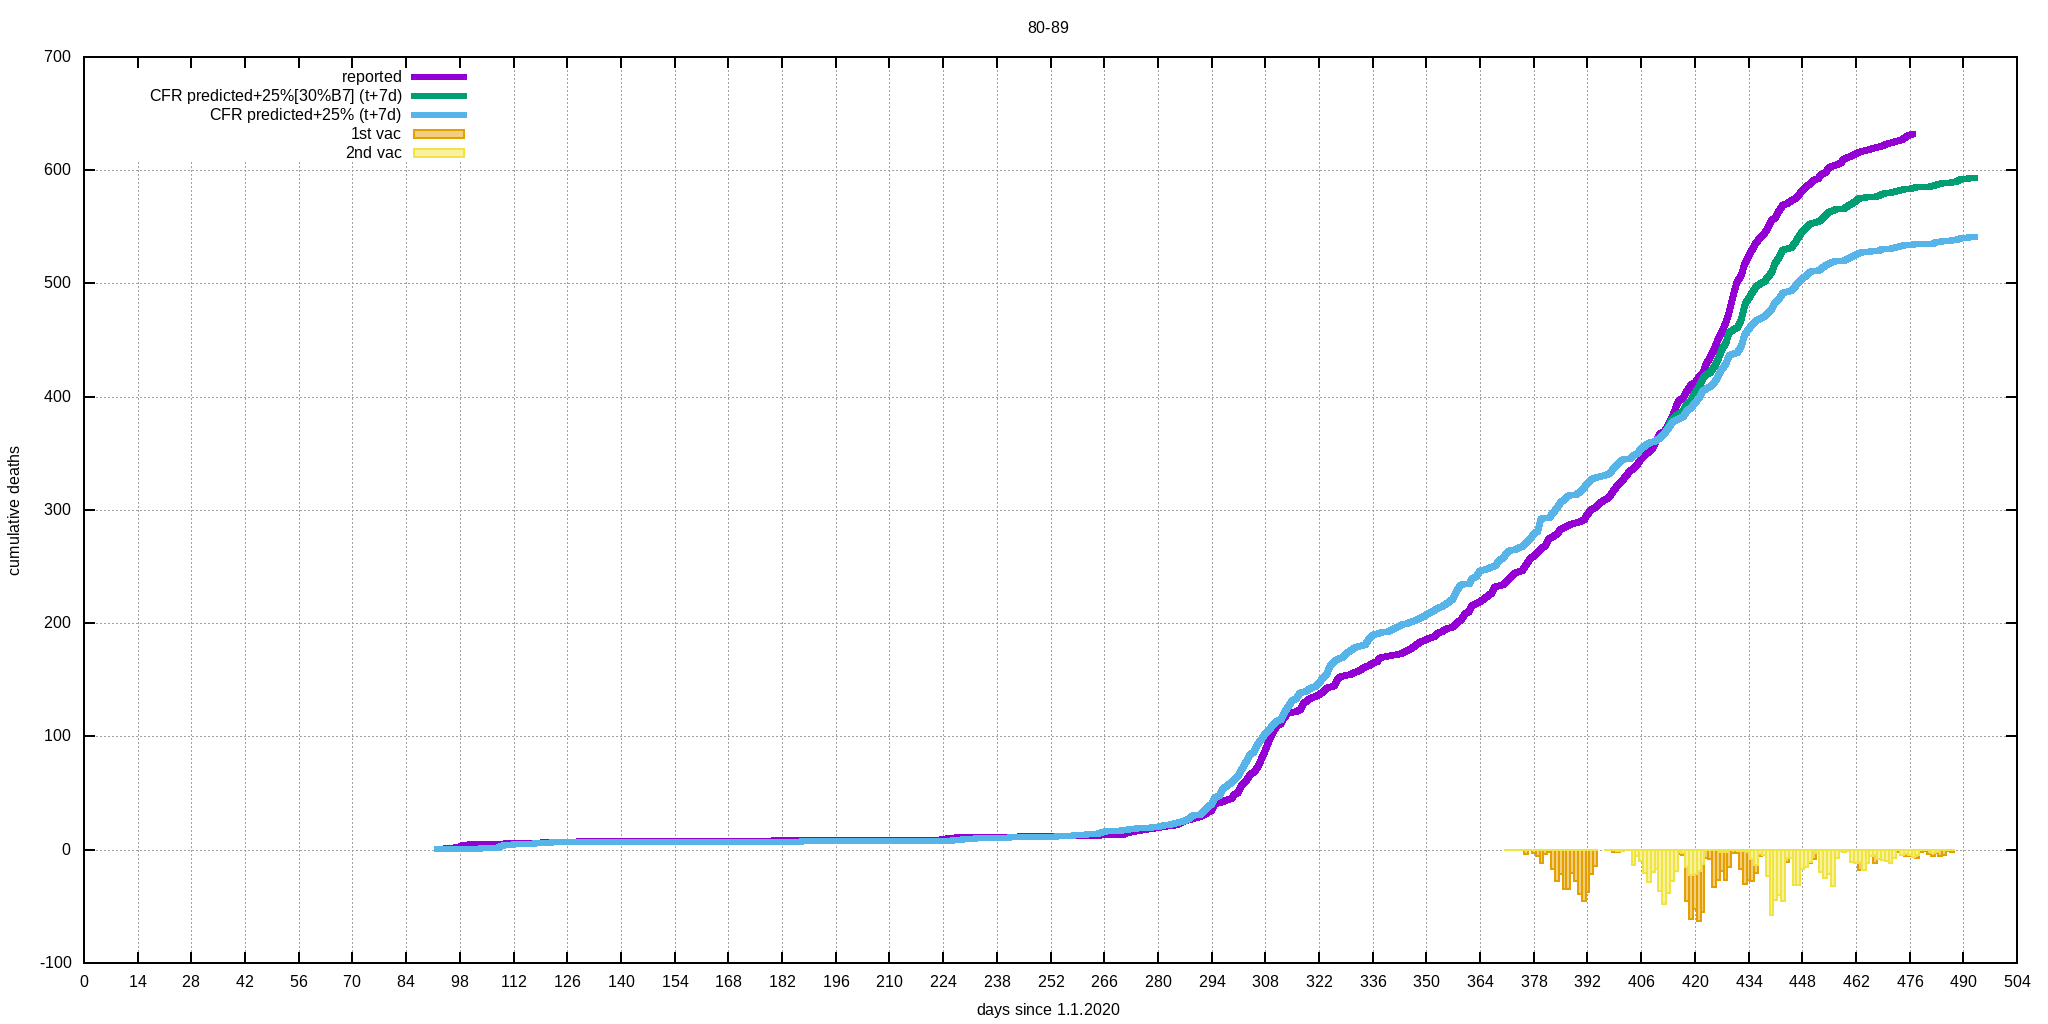 80-89
700
600
500
400
300
200
100
0
-100
cumulative deaths
reported
CFR predicted+25%[30%B7] (t+7d)
CFR predicted+25% (t+7d)
1st vac
2nd vac
0 14 28 42 56 70 84 98 112 126 140 154 168 182 196 210 224 238 252 266 280 294 308 322 336 350 364 378 392 406 420 434 448 462 476 490 504
days since 1.1.2020